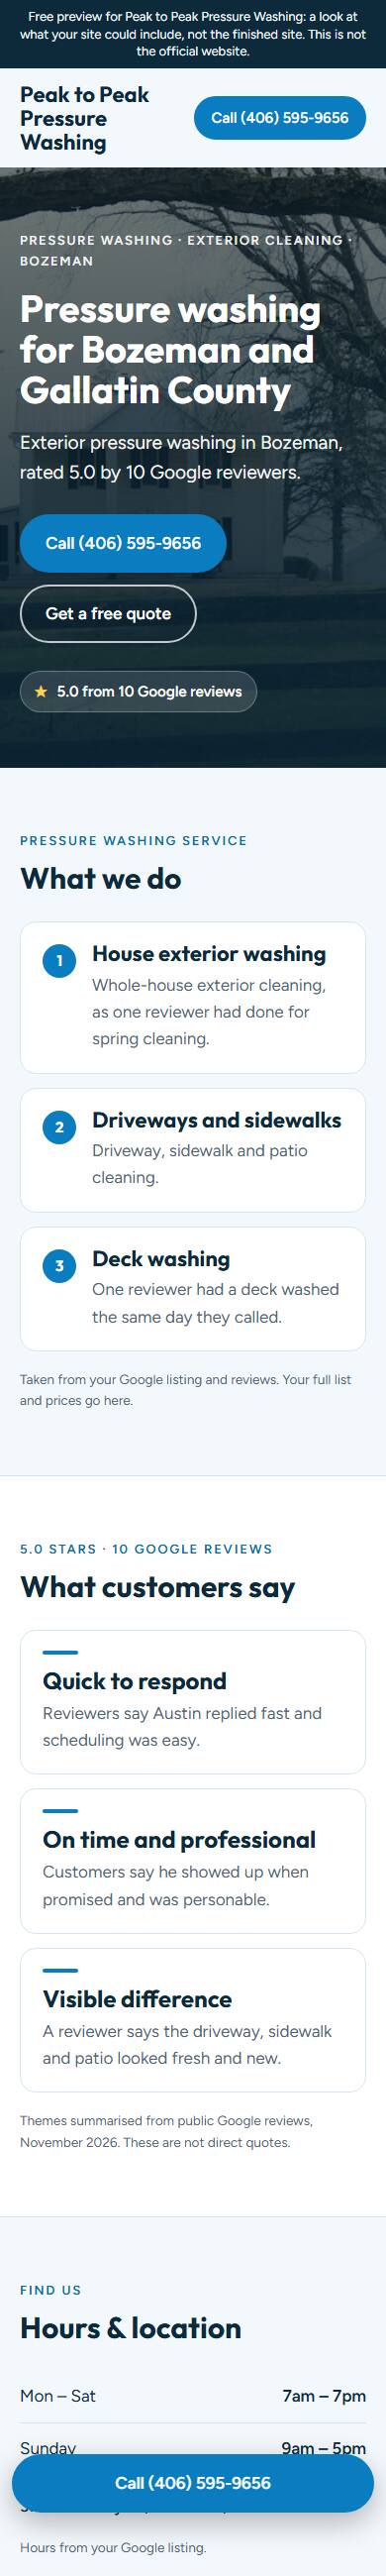 Free preview for Peak to Peak Pressure Washing: a look at
what your site could include, not the finished site. This is not
the official website.
Peak to Peak
Pressure
Washing
Call (406) 595-9656
PRESSURE WASHING · EXTERIOR CLEANING ·
BOZEMAN
Pressure washing
for Bozeman and
Gallatin County
Exterior pressure washing in Bozeman,
rated 5.0 by 10 Google reviewers.
Call (406) 595-9656
Get a free quote
★ 5.0 from 10 Google reviews
PRESSURE WASHING SERVICE
What we do
1 House exterior washing
Whole-house exterior cleaning,
as one reviewer had done for
spring cleaning.
2 Driveways and sidewalks
Driveway, sidewalk and patio
cleaning.
3 Deck washing
One reviewer had a deck washed
the same day they called.
Taken from your Google listing and reviews. Your full list
and prices go here.
5.0 STARS · 10 GOOGLE REVIEWS
What customers say
Quick to respond
Reviewers say Austin replied fast and
scheduling was easy.
On time and professional
Customers say he showed up when
promised and was personable.
Visible difference
A reviewer says the driveway, sidewalk
and patio looked fresh and new.
Themes summarised from public Google reviews,
November 2026. These are not direct quotes.
FIND US
Hours & location
Mon – Sat 7am – 7pm
Sunday 9am – 5pm
Call (406) 595-9656
Hours from your Google listing.